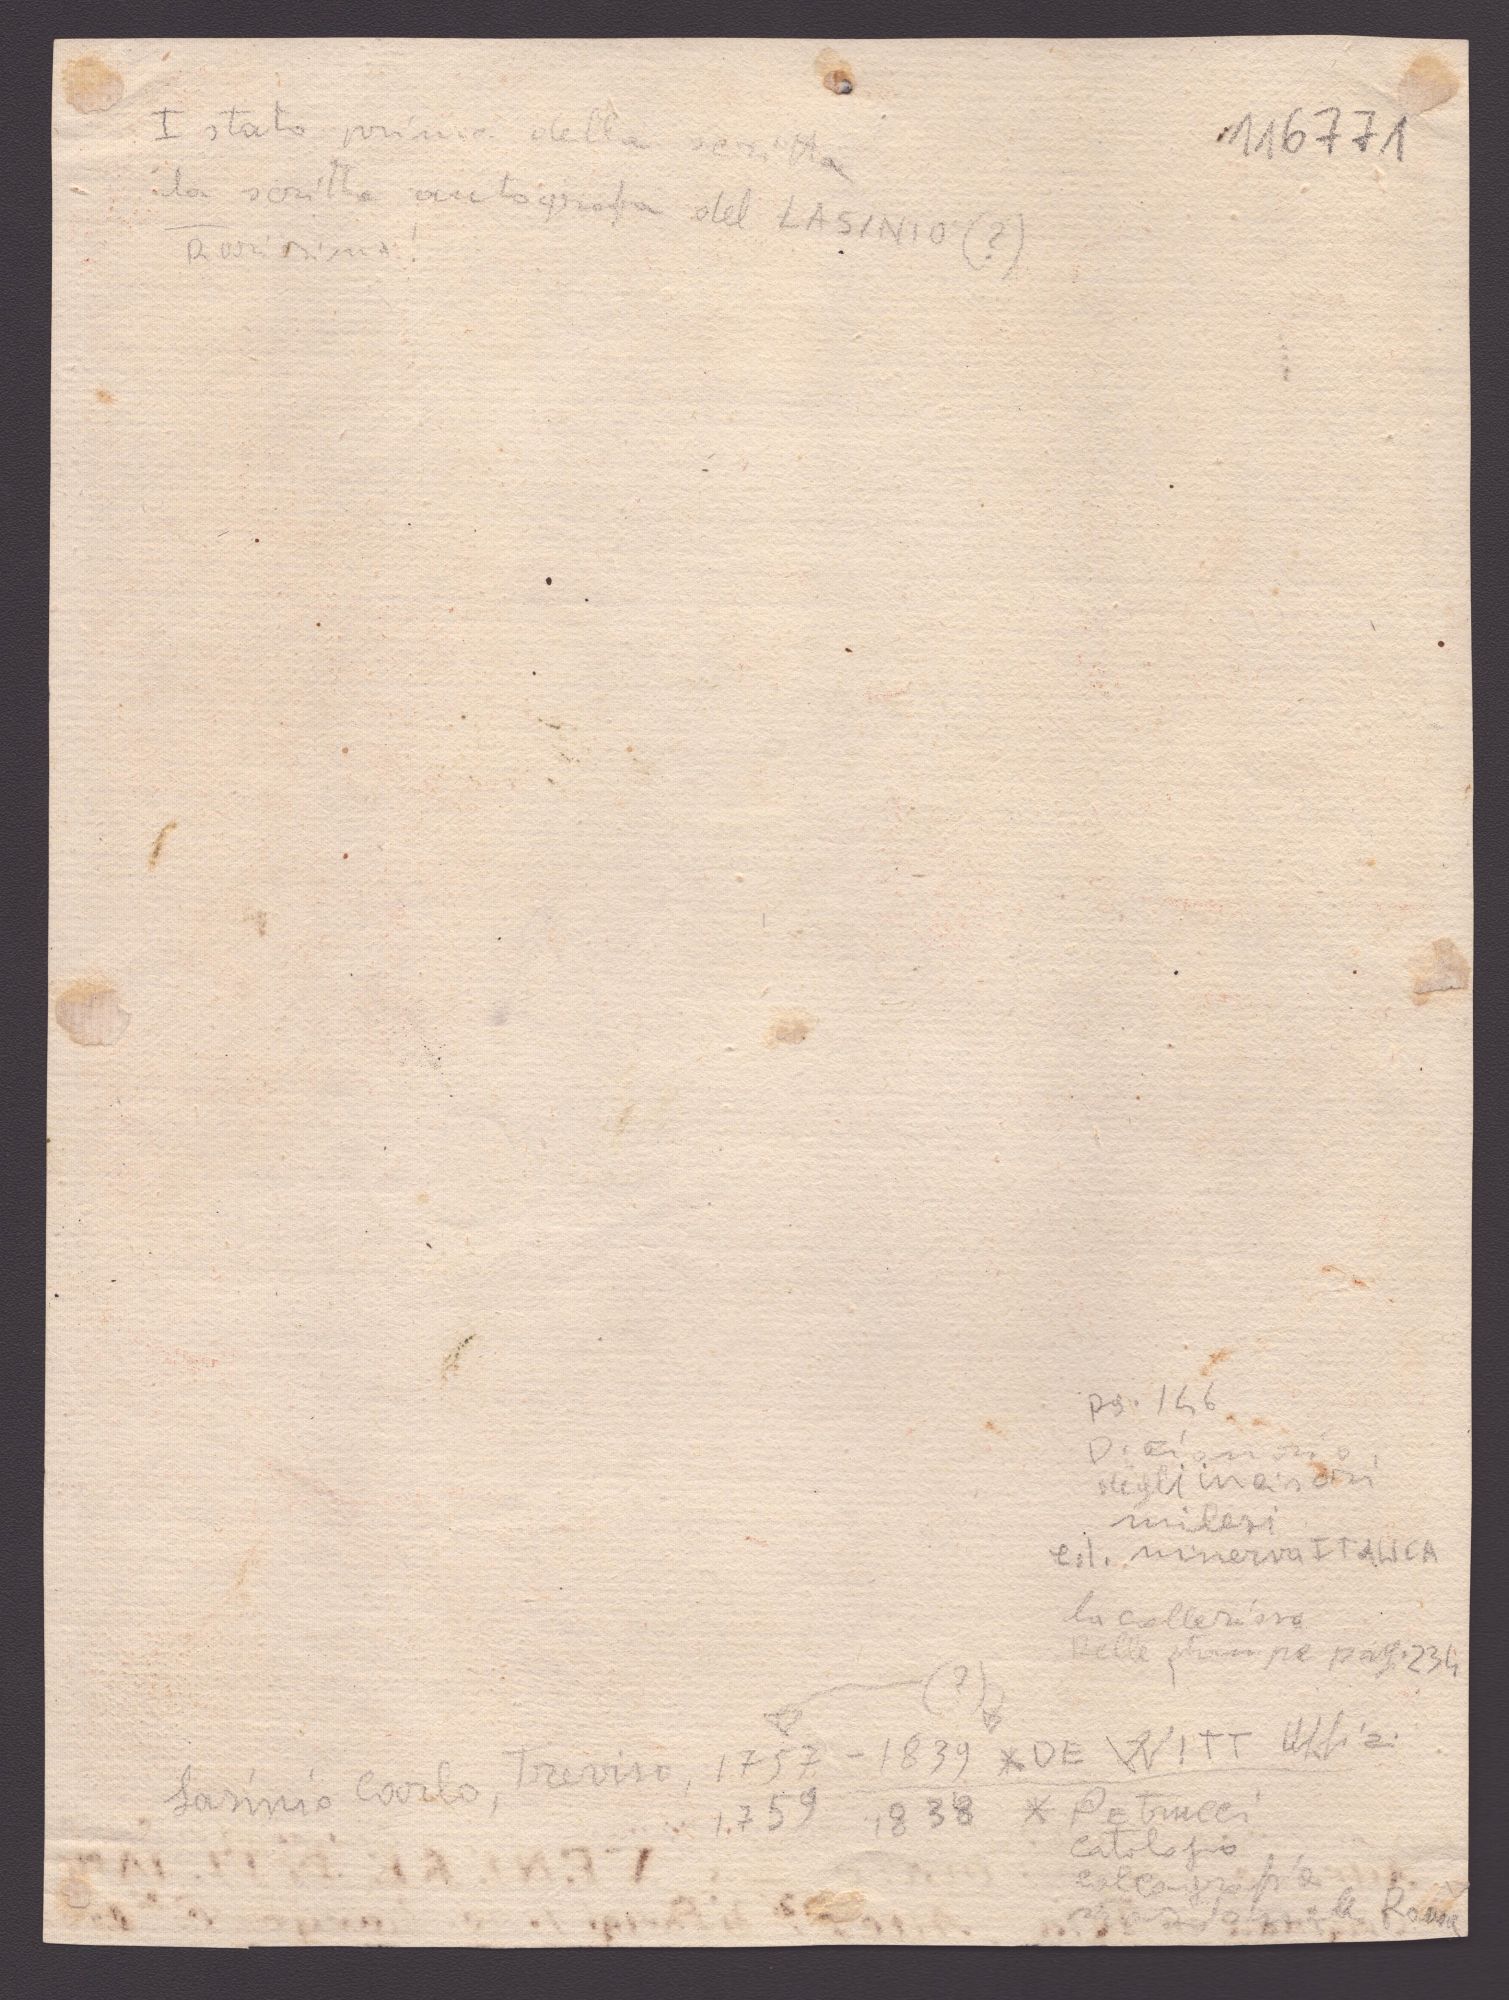 I stato prima della scritta
116771
la scritta autografa del LASINIO (?)
Rarissima!
pg. 146
Dizionario
degli incisori
milesi
ed. minerva ITALICA
la collezione
Delle stampe pag. 234
(?)
Lasinio Carlo, Treviso, 1757 - 1839 * DE WITT Uffizi
1759 1838 * Petrucci
catalogo
calcografia
Roma